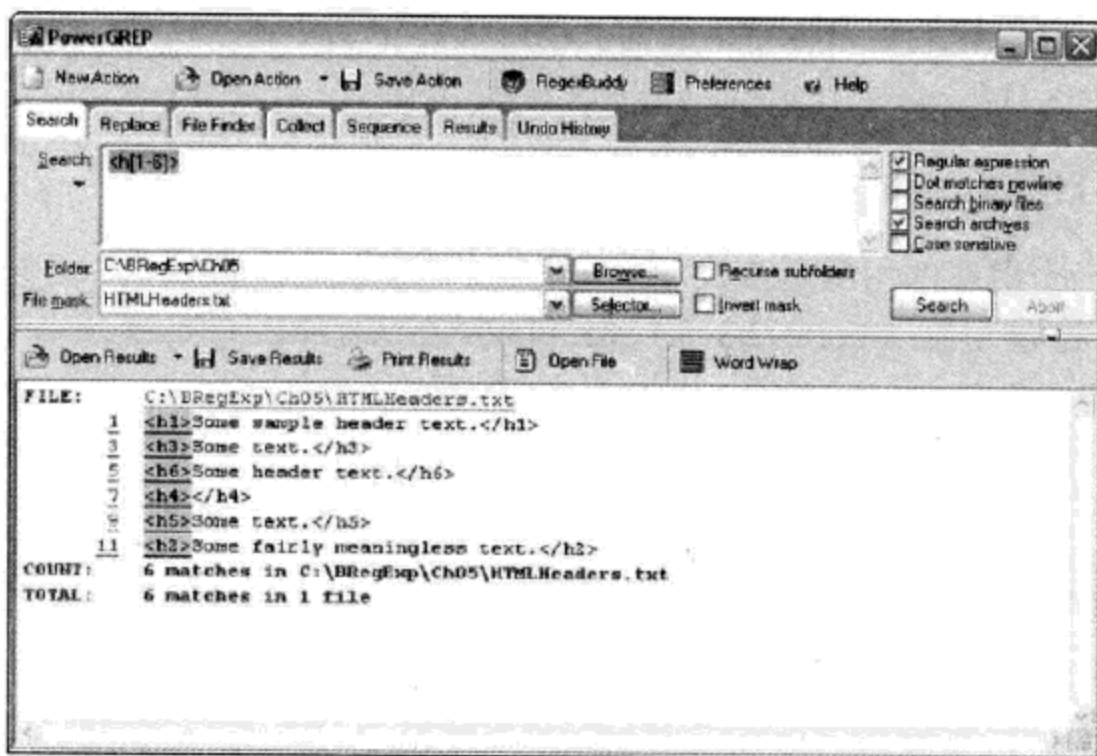 PowerGREP
New Action Open Action Save Action RegexBuddy Preferences Help
Search Replace File Finder Collect Sequence Results Undo History
Search: <h[1-6]>
Regular expression
Dot matches newline
Search binary files
Search archives
Case sensitive
Folder: C:\BRegExp\Ch05 Browse... Recurse subfolders
File mask: HTMLHeaders.txt Selector... Invert mask Search Abort
Open Results Save Results Print Results Open File Word Wrap
FILE: C:\BRegExp\Ch05\HTMLHeaders.txt
1 <h1>Some sample header text.</h1>
3 <h3>Some text.</h3>
5 <h6>Some header text.</h6>
7 <h4></h4>
9 <h5>Some text.</h5>
11 <h2>Some fairly meaningless text.</h2>
COUNT: 6 matches in C:\BRegExp\Ch05\HTMLHeaders.txt
TOTAL: 6 matches in 1 file